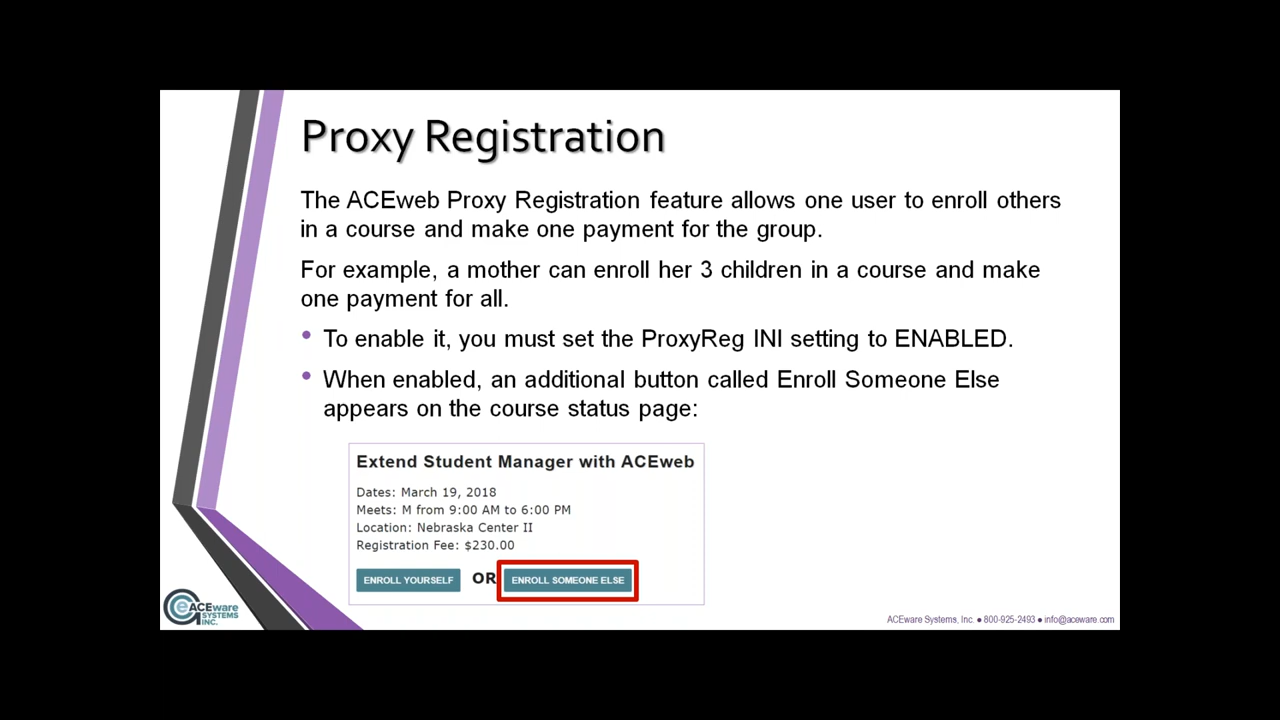 Proxy Registration
The ACEweb Proxy Registration feature allows one user to enroll others
in a course and make one payment for the group.
For example, a mother can enroll her 3 children in a course and make
one payment for all.
• To enable it, you must set the ProxyReg INI setting to ENABLED.
• When enabled, an additional button called Enroll Someone Else
appears on the course status page:
Extend Student Manager with ACEweb
Dates: March 19, 2018
Meets: M from 9:00 AM to 6:00 PM
Location: Nebraska Center II
Registration Fee: $230.00
ENROLL YOURSELF OR ENROLL SOMEONE ELSE
ACEware
SYSTEMS
INC.
ACEware Systems, Inc. ● 800-925-2493 ● info@aceware.com